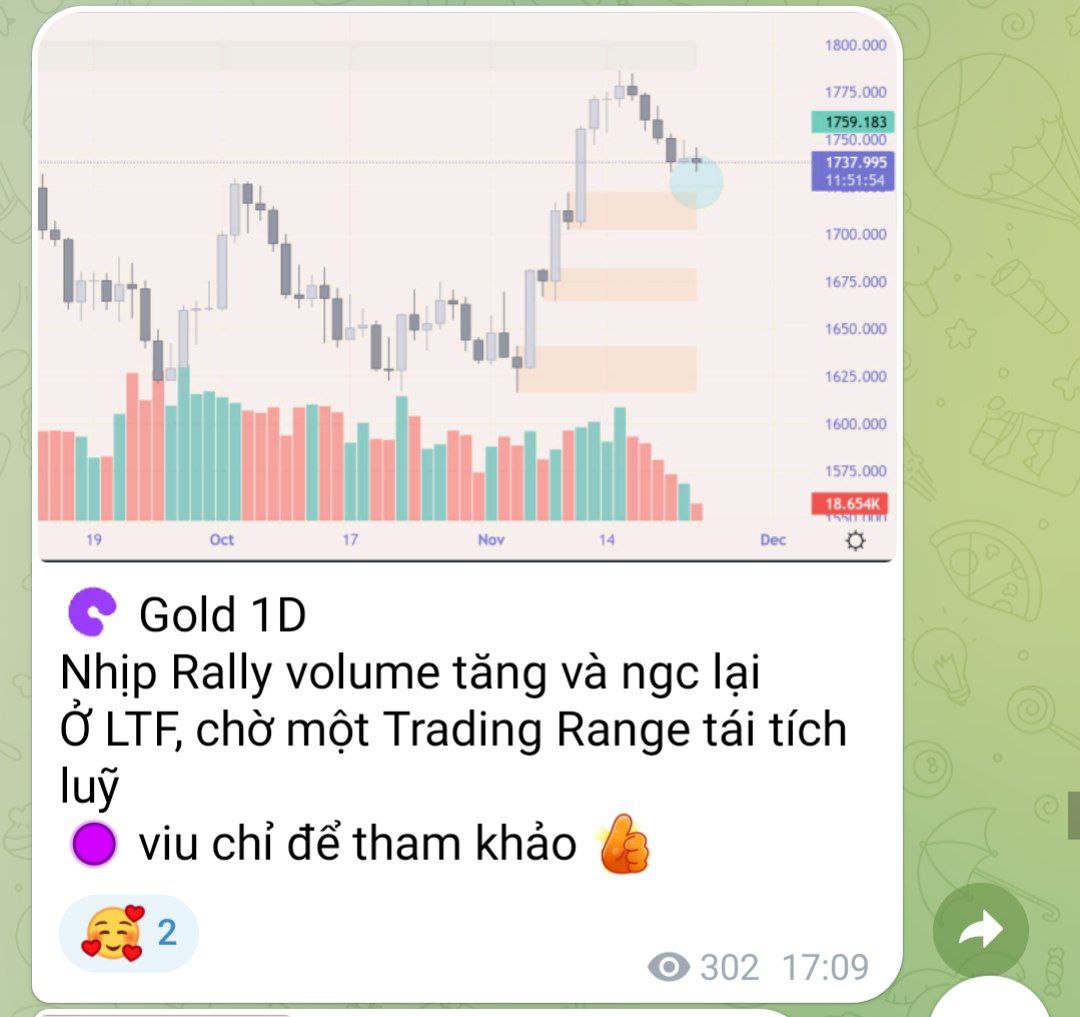 1800.000
1775.000
1759.183
1750.000
1737.995
11:51:54
1700.000
1675.000
1650.000
1625.000
1600.000
1575.000
18.654K
19 Oct 17 Nov 14 Dec
Gold 1D
Nhịp Rally volume tăng và ngc lại
Ở LTF, chờ một Trading Range tái tích
luỹ
viu chỉ để tham khảo
2
302 17:09